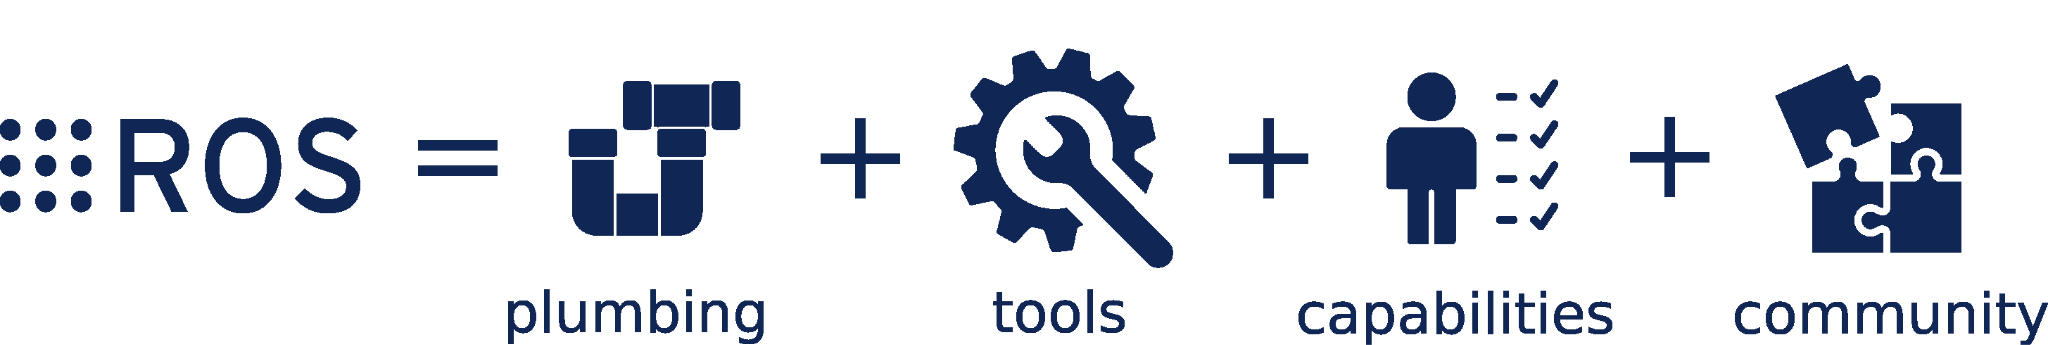 ROS = plumbing + tools + capabilities + community